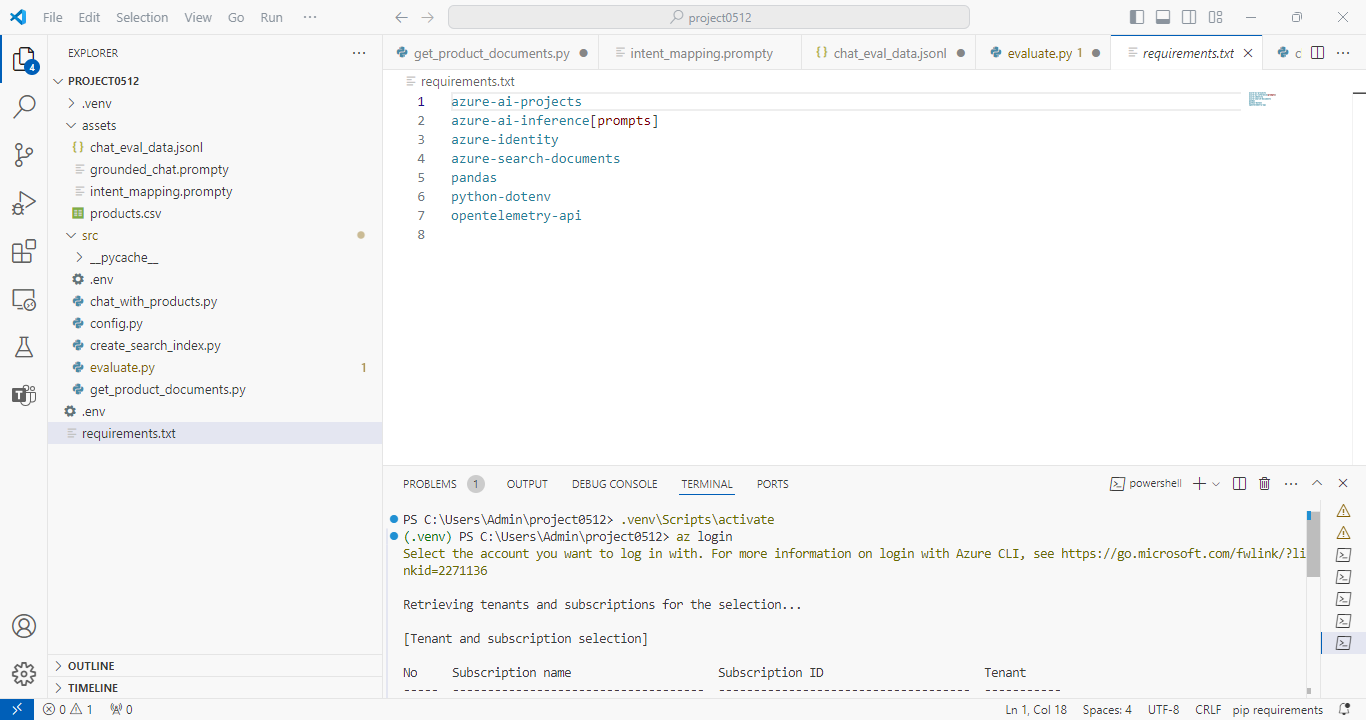 File Edit Selection View Go Run ···
project0512
EXPLORER ···
PROJECT0512
.venv
assets
chat_eval_data.jsonl
grounded_chat.prompty
intent_mapping.prompty
products.csv
src
__pycache__
.env
chat_with_products.py
config.py
create_search_index.py
evaluate.py 1
get_product_documents.py
.env
requirements.txt
OUTLINE
TIMELINE
4
get_product_documents.py intent_mapping.prompty chat_eval_data.jsonl evaluate.py 1 requirements.txt c ···
requirements.txt
1 azure-ai-projects
2 azure-ai-inference[prompts]
3 azure-identity
4 azure-search-documents
5 pandas
6 python-dotenv
7 opentelemetry-api
8
PROBLEMS 1 OUTPUT DEBUG CONSOLE TERMINAL PORTS powershell ···
PS C:\Users\Admin\project0512> .venv\Scripts\activate
(.venv) PS C:\Users\Admin\project0512> az login
Select the account you want to log in with. For more information on login with Azure CLI, see https://go.microsoft.com/fwlink/?li
nkid=2271136
Retrieving tenants and subscriptions for the selection...
[Tenant and subscription selection]
No Subscription name Subscription ID Tenant
----- ------------------------------------ ------------------------------------ -----------
0 1 0 Ln 1, Col 18 Spaces: 4 UTF-8 CRLF pip requirements